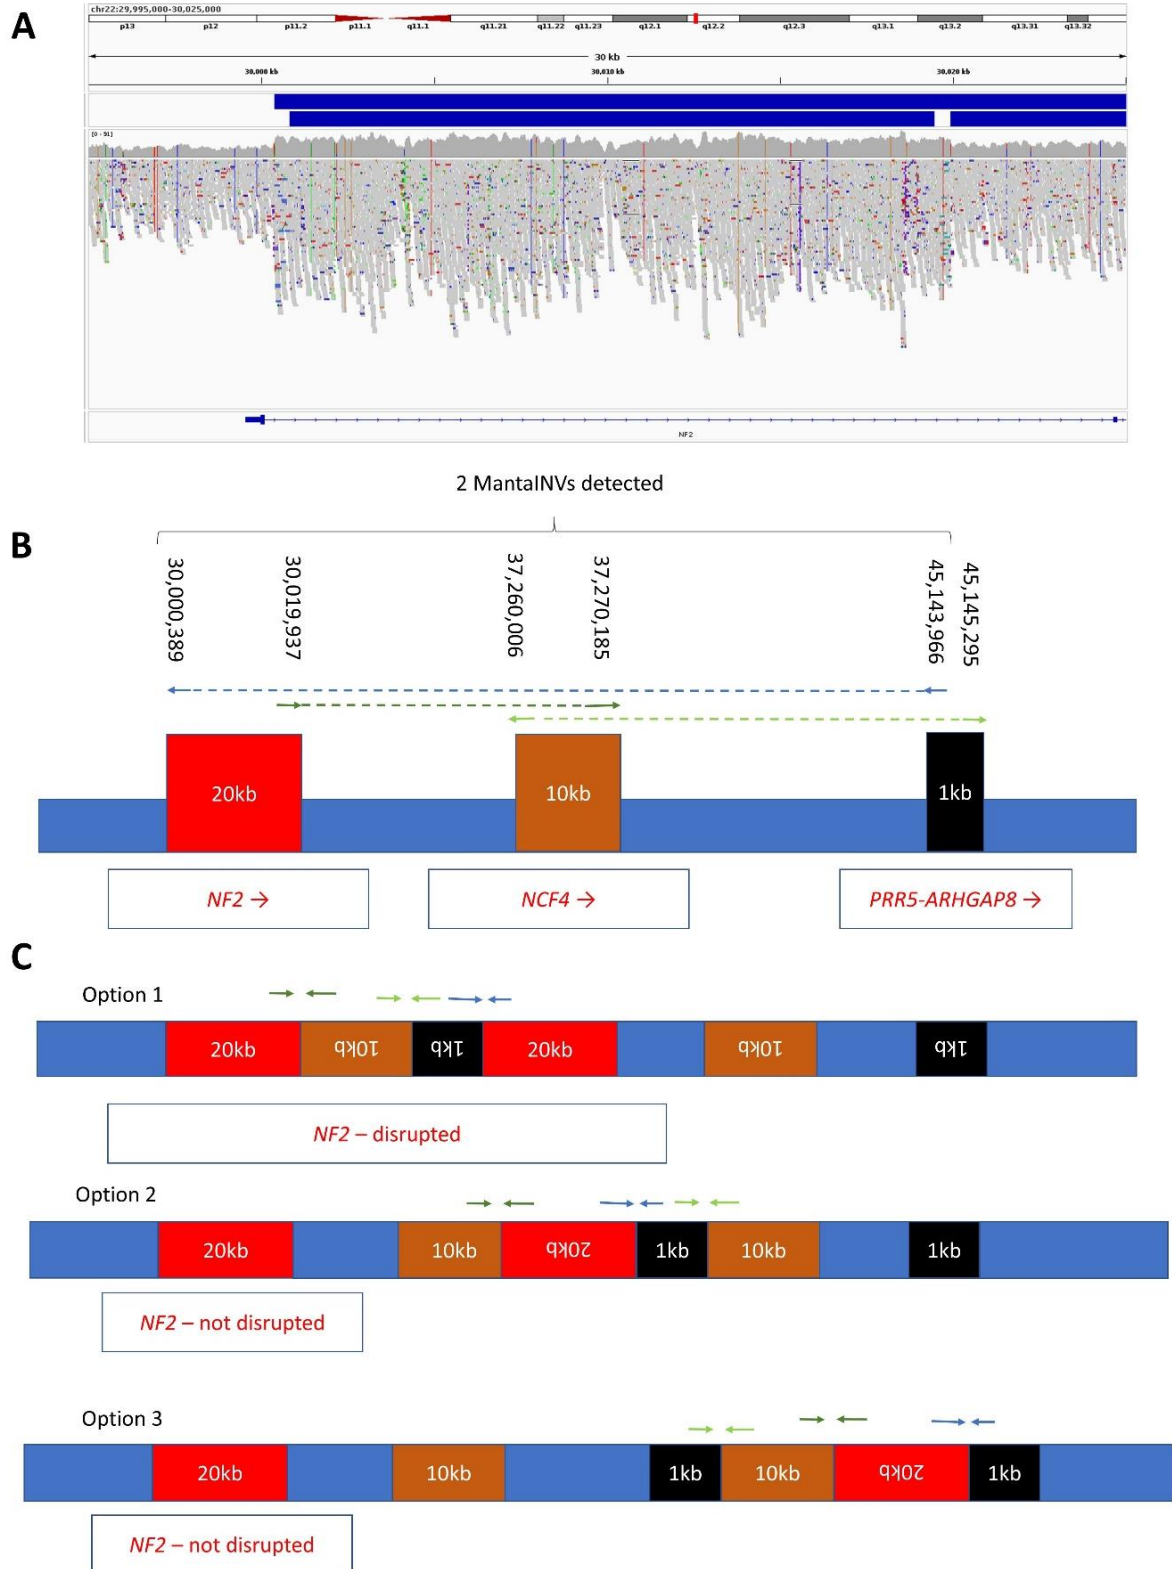 A
chr22:29,995,000-30,025,000
p13 p12 p11.2 p11.1 q11.1 q11.21 q11.22 q11.23 q12.1 q12.2 q12.3 q13.1 q13.2 q13.31 q13.32
30 kb
30,000 kb 30,010 kb 30,020 kb
[0 - 91]
NF2
2 MantaINVs detected
B
30,000,389 30,019,937 37,260,006 37,270,185 45,143,966 45,145,295
20kb 10kb 1kb
NF2 → NCF4 → PRR5-ARHGAP8 →
C
Option 1
20kb 10kb 1kb 20kb 10kb 1kb
NF2 – disrupted
Option 2
20kb 10kb 20kb 1kb 10kb 1kb
NF2 – not disrupted
Option 3
20kb 10kb 1kb 10kb 20kb 1kb
NF2 – not disrupted